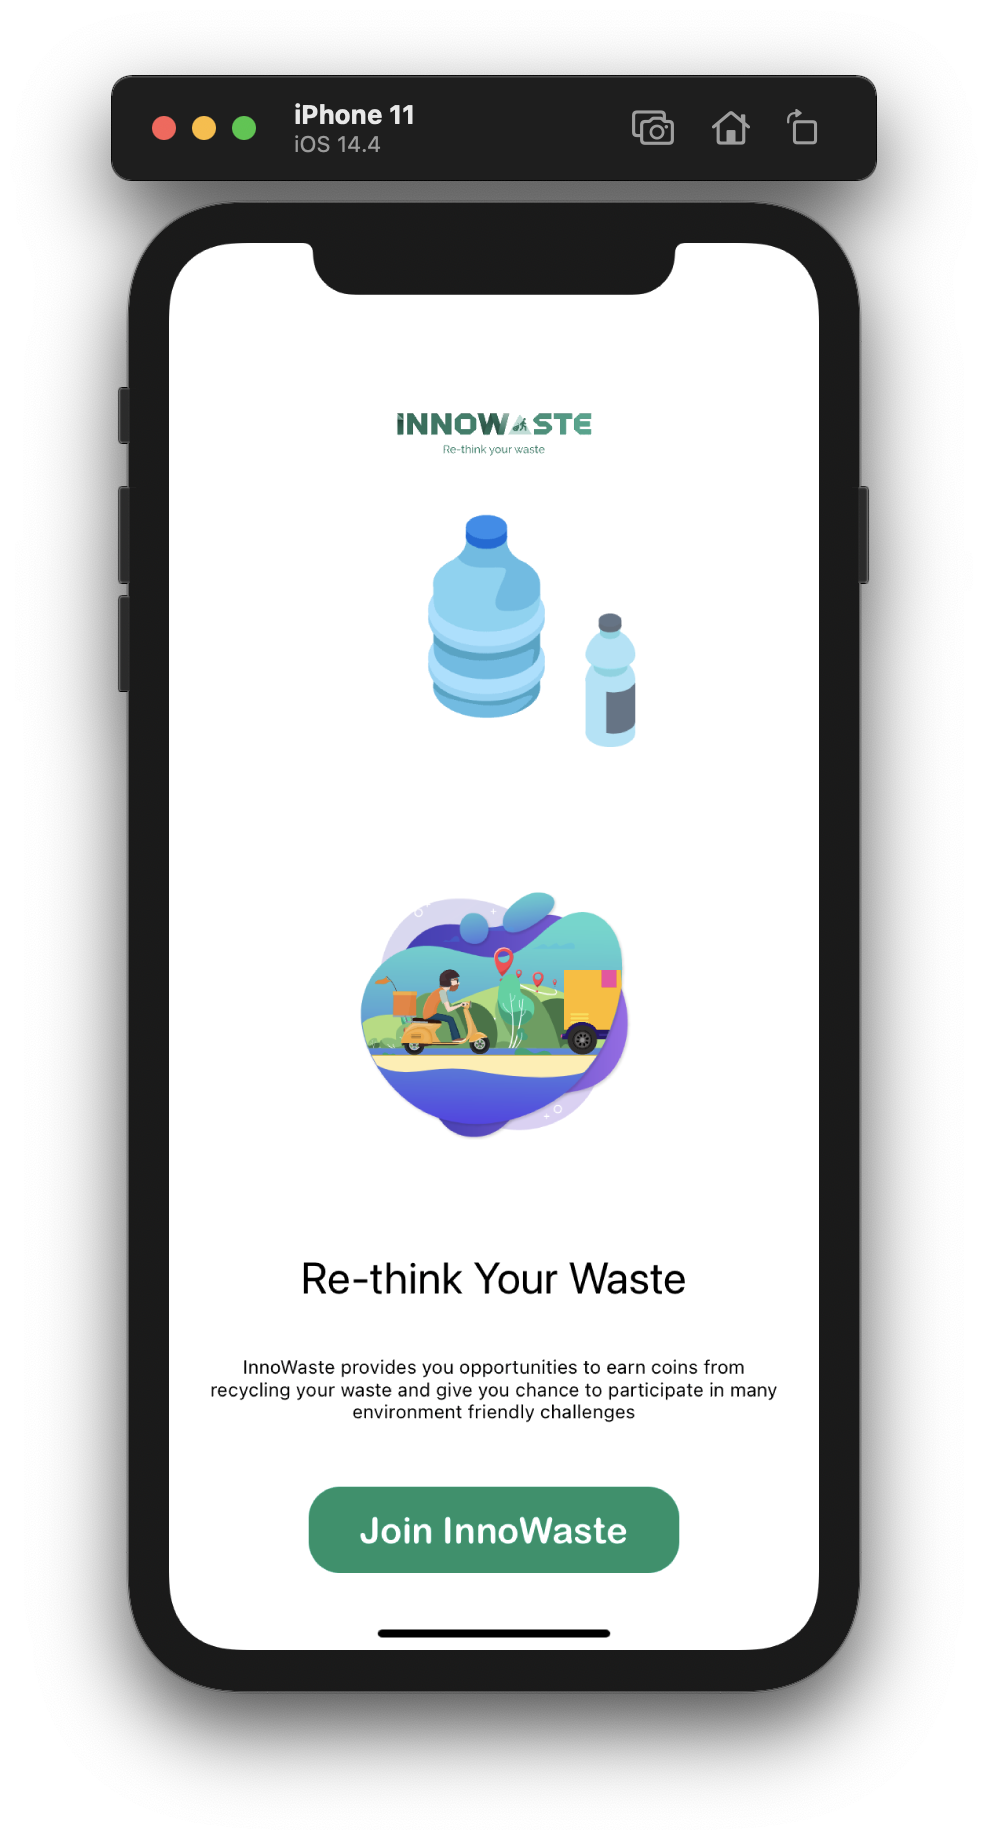 iPhone 11
iOS 14.4
INNOWASTE
Re-think your waste
Re-think Your Waste
InnoWaste provides you opportunities to earn coins from
recycling your waste and give you chance to participate in many
environment friendly challenges
Join InnoWaste